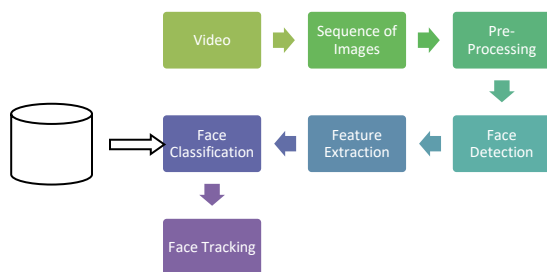 Video
Sequence of
Images
Pre-
Processing
Face
Classification
Feature
Extraction
Face
Detection
Face Tracking